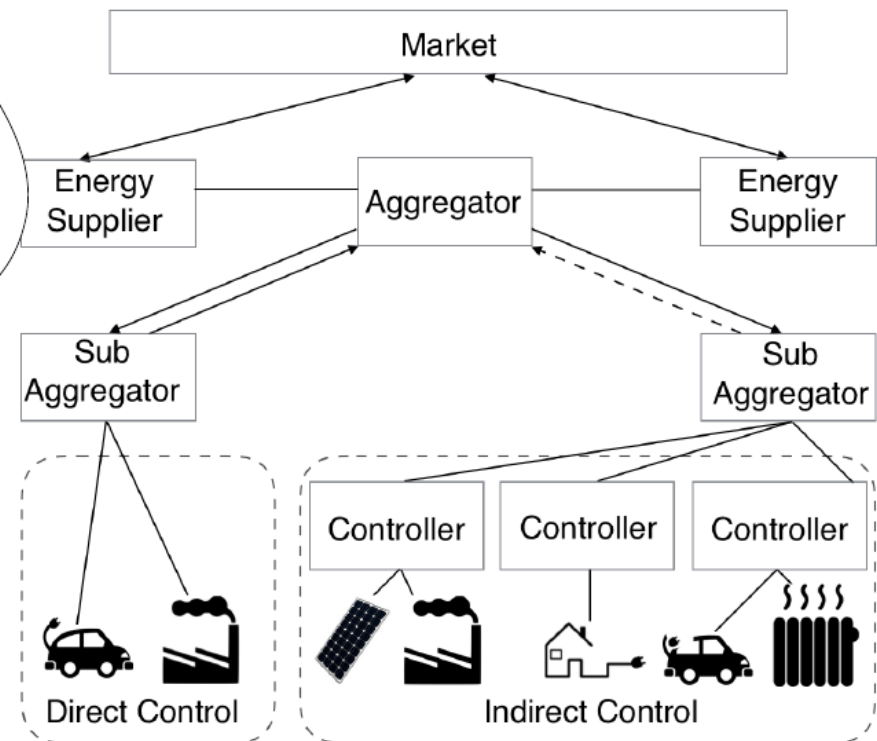 Market
Energy
Supplier
Aggregator
Energy
Supplier
Sub
Aggregator
Sub
Aggregator
Controller
Controller
Controller
Direct Control
Indirect Control